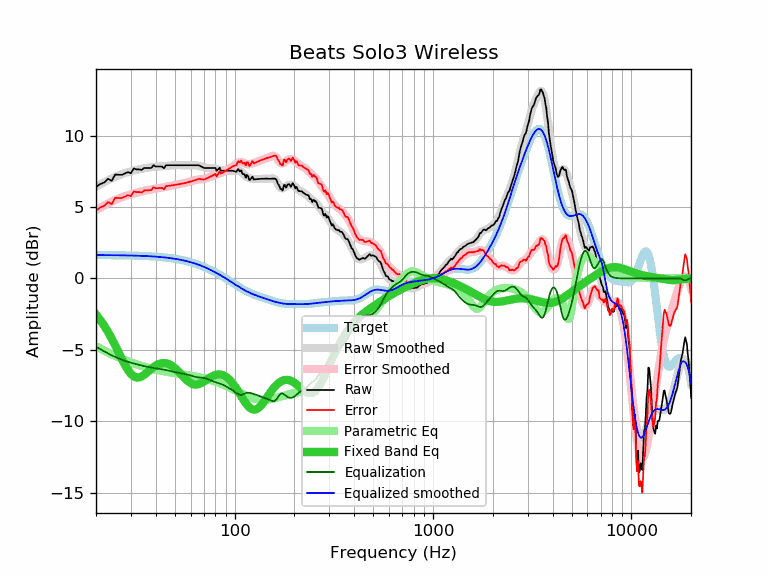 Beats Solo3 Wireless
Amplitude (dBr)
10
5
0
−5
−10
−15
Target
Raw Smoothed
Error Smoothed
Raw
Error
Parametric Eq
Fixed Band Eq
Equalization
Equalized smoothed
100
1000
10000
Frequency (Hz)